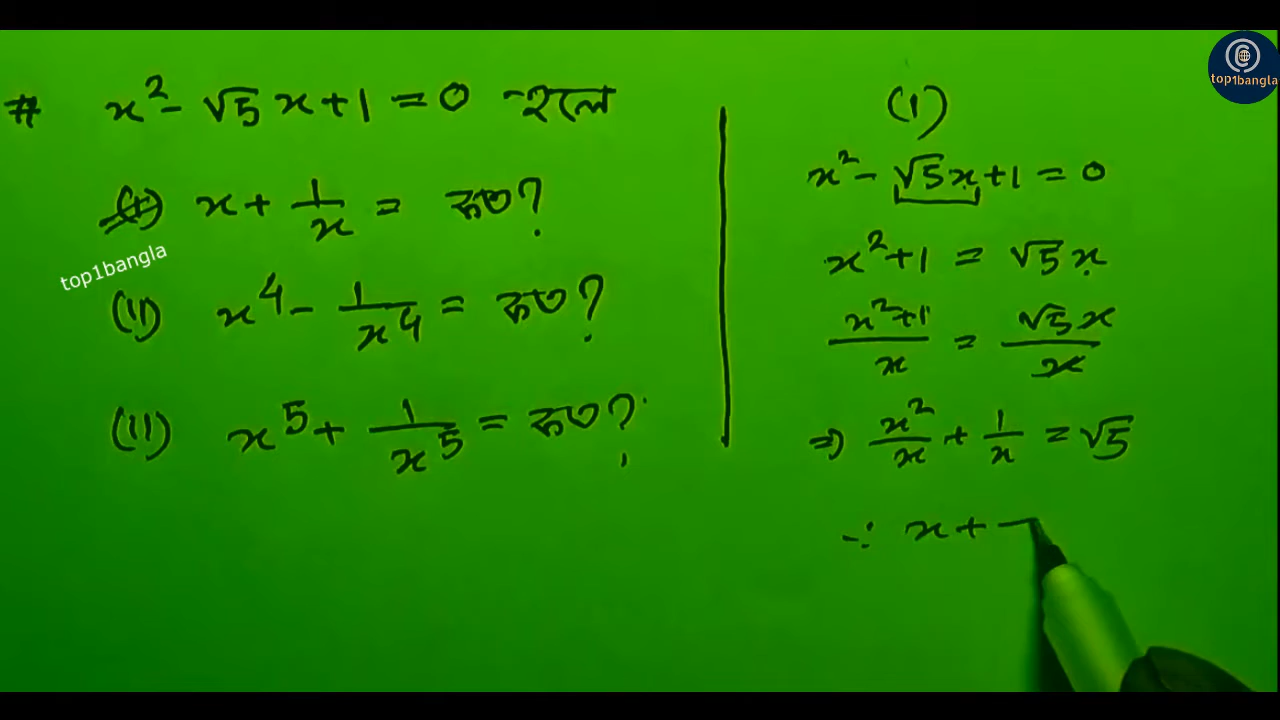 # x² - √5 x + 1 = 0 হলে
(i) x + 1/x = কত?
(ii) x⁴ - 1/x⁴ = কত?
(iii) x⁵ + 1/x⁵ = কত?
(i)
x² - √5x + 1 = 0
x² + 1 = √5x
(x² + 1)/x = √5x/x
⇒ x²/x + 1/x = √5
∴ x +
top1bangla
top1bangla